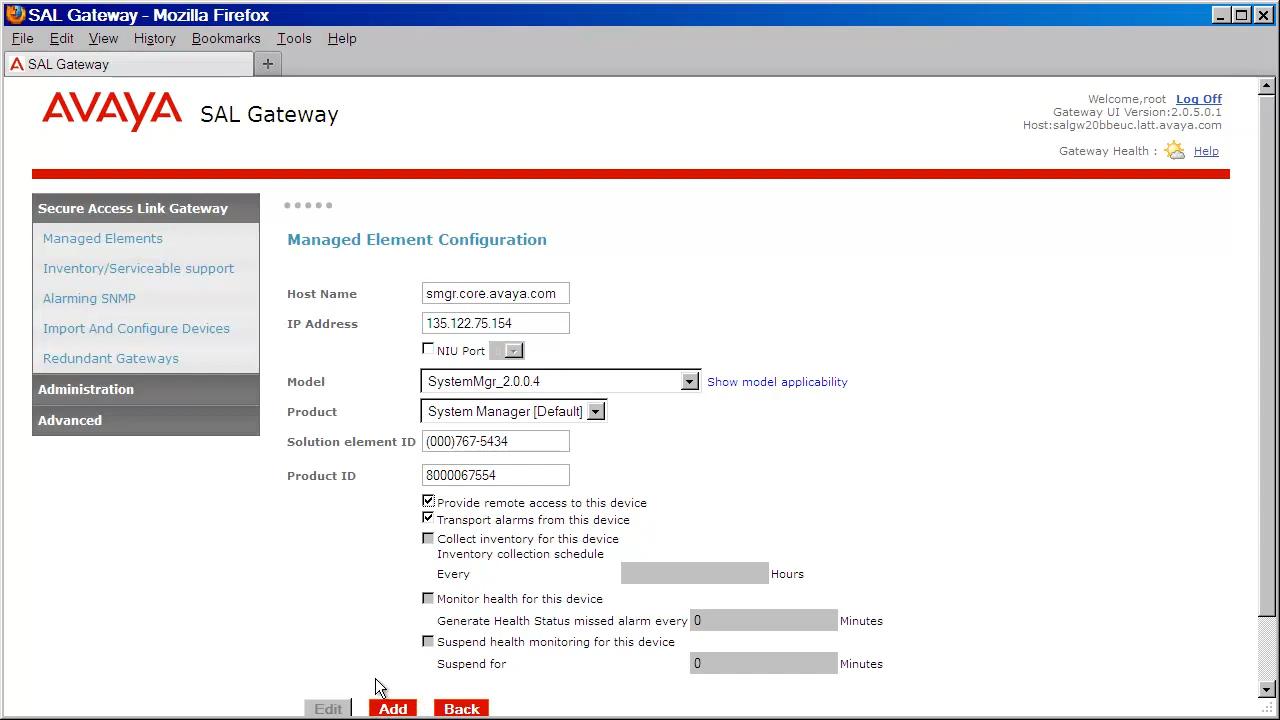 SAL Gateway - Mozilla Firefox
File Edit View History Bookmarks Tools Help
SAL Gateway
AVAYA SAL Gateway
Welcome,root Log Off
Gateway UI Version:2.0.5.0.1
Host:salgw20bbeuc.latt.avaya.com
Gateway Health : Help
Secure Access Link Gateway
Managed Elements
Inventory/Serviceable support
Alarming SNMP
Import And Configure Devices
Redundant Gateways
Administration
Advanced
Managed Element Configuration
Host Name smgr.core.avaya.com
IP Address 135.122.75.154
NIU Port
Model SystemMgr_2.0.0.4 Show model applicability
Product System Manager [Default]
Solution element ID (000)767-5434
Product ID 8000067554
Provide remote access to this device
Transport alarms from this device
Collect inventory for this device
Inventory collection schedule
Every Hours
Monitor health for this device
Generate Health Status missed alarm every 0 Minutes
Suspend health monitoring for this device
Suspend for 0 Minutes
Edit Add Back